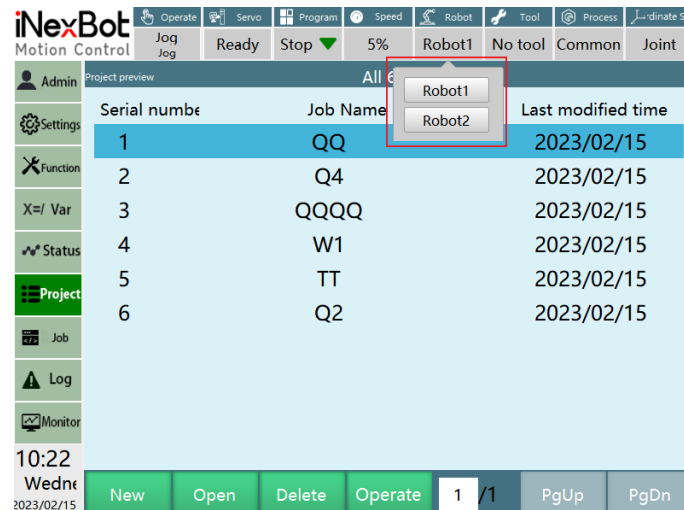 iNexBot
Motion Control
Operate Servo Program Speed Robot Tool Process dinate S
Jog
Jog
Ready Stop 5% Robot1 No tool Common Joint
Admin
Settings
Function
X=/ Var
Status
Project
Job
Log
Monitor
10:22
Wedne
2023/02/15
Project preview All 6
Robot1
Robot2
Serial numbe Job Name Last modified time
1 QQ 2023/02/15
2 Q4 2023/02/15
3 QQQQ 2023/02/15
4 W1 2023/02/15
5 TT 2023/02/15
6 Q2 2023/02/15
New Open Delete Operate 1 /1 PgUp PgDn